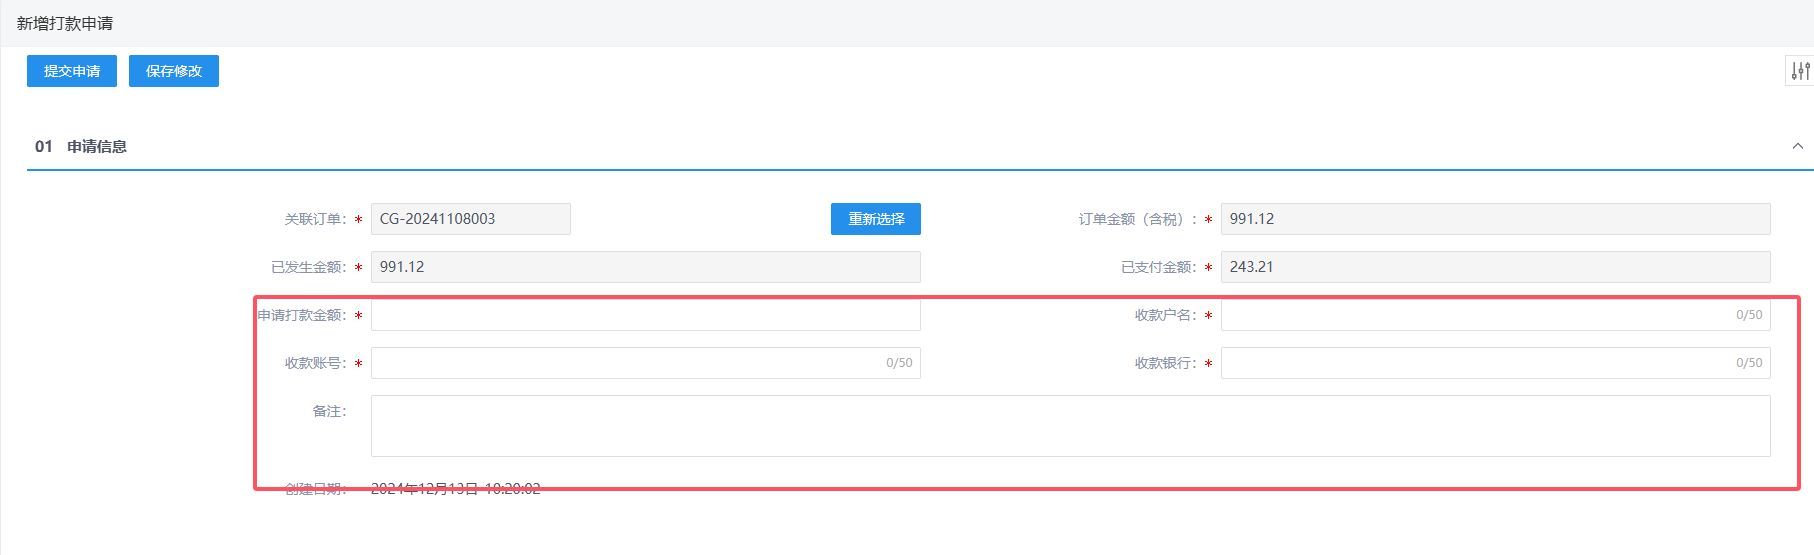 新增打款申请
提交申请 保存修改
01 申请信息
关联订单：* CG-20241108003 重新选择 订单金额（含税）：* 991.12
已发生金额：* 991.12 已支付金额：* 243.21
申请打款金额：* 收款户名：* 0/50
收款账号：* 0/50 收款银行：* 0/50
备注：
创建日期： 2024年12月13日 10:20:02